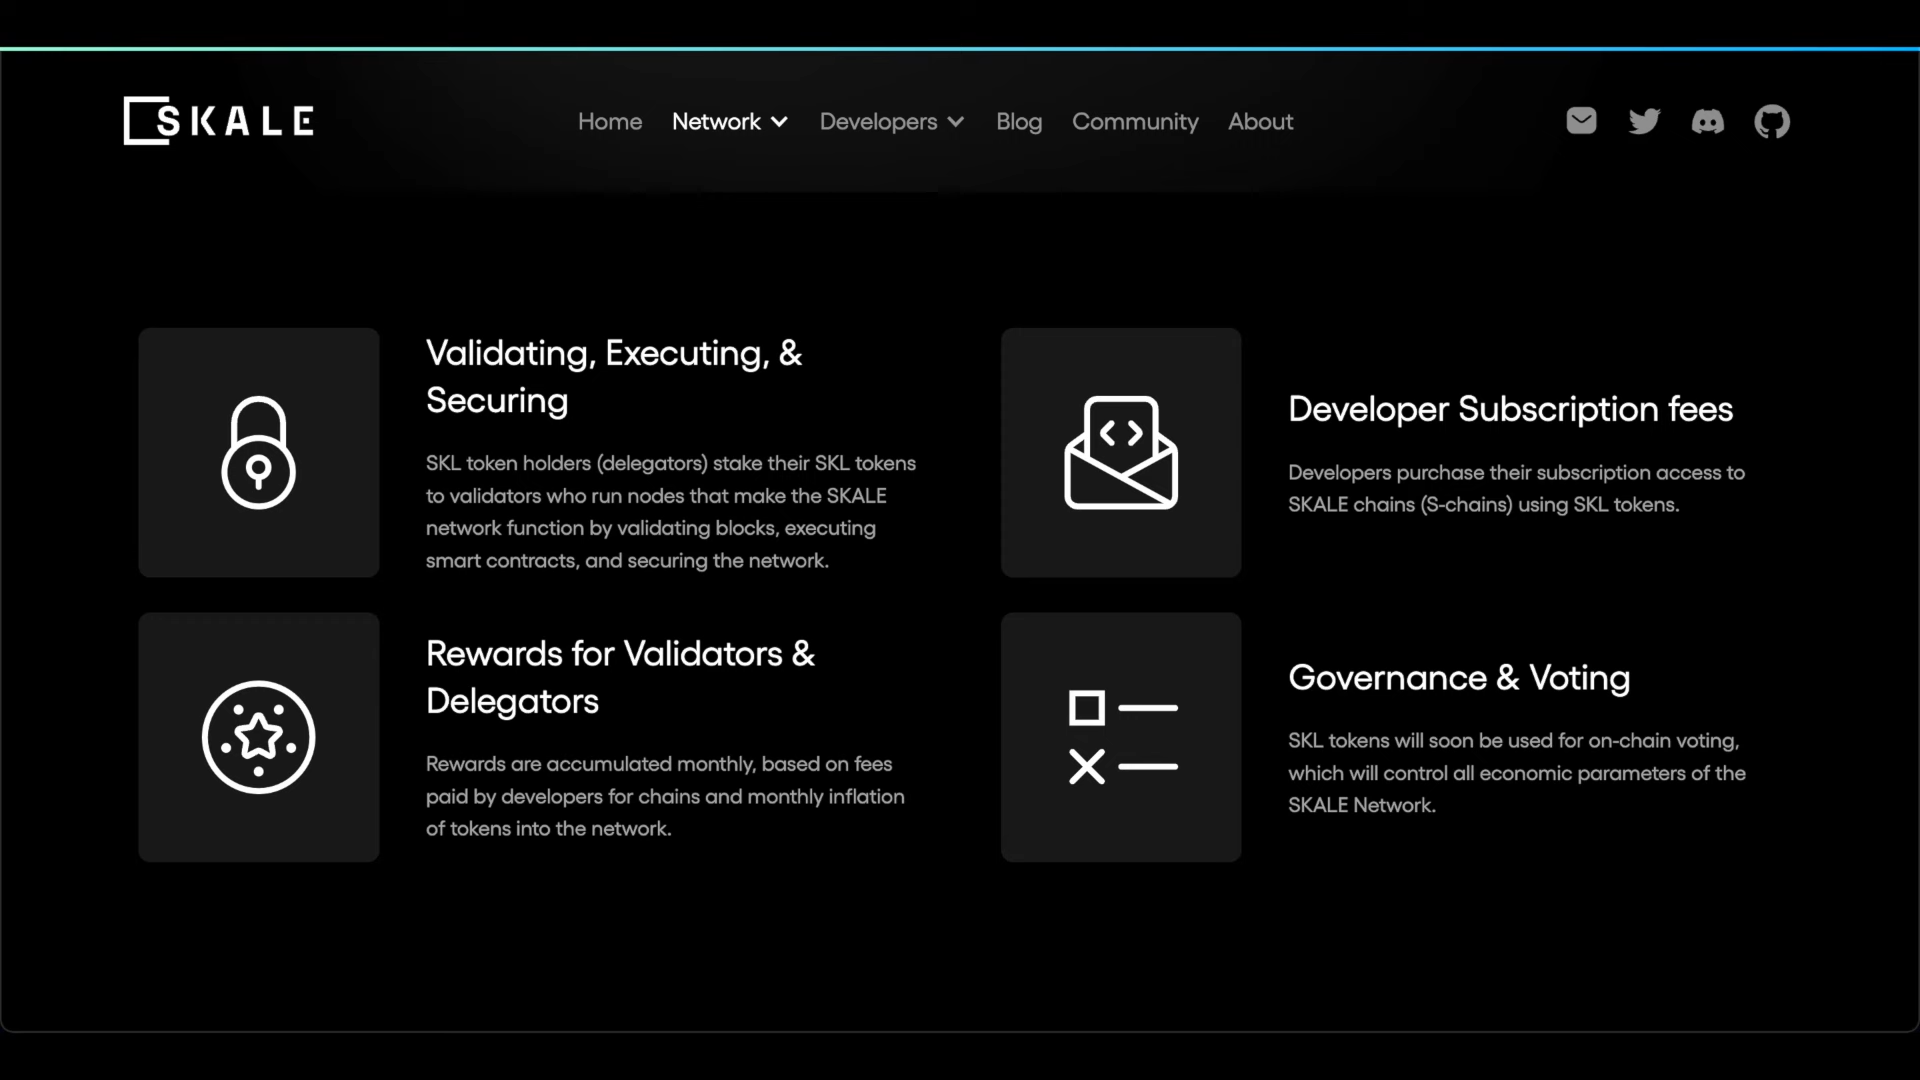 SKALE
Home Network Developers Blog Community About
Validating, Executing, &
Securing
SKL token holders (delegators) stake their SKL tokens
to validators who run nodes that make the SKALE
network function by validating blocks, executing
smart contracts, and securing the network.
Developer Subscription fees
Developers purchase their subscription access to
SKALE chains (S-chains) using SKL tokens.
Rewards for Validators &
Delegators
Rewards are accumulated monthly, based on fees
paid by developers for chains and monthly inflation
of tokens into the network.
Governance & Voting
SKL tokens will soon be used for on-chain voting,
which will control all economic parameters of the
SKALE Network.